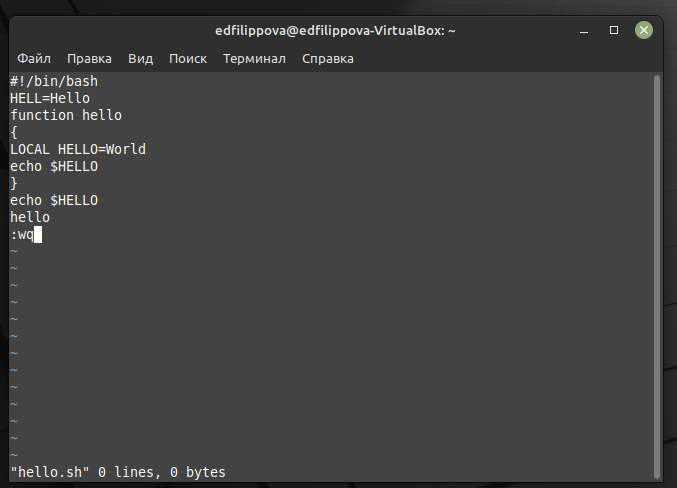 edfilippova@edfilippova-VirtualBox: ~
Файл Правка Вид Поиск Терминал Справка
#!/bin/bash
HELL=Hello
function hello
{
LOCAL HELLO=World
echo $HELLO
}
echo $HELLO
hello
:wq
~
~
~
~
~
~
~
~
~
~
~
~
~
"hello.sh" 0 lines, 0 bytes